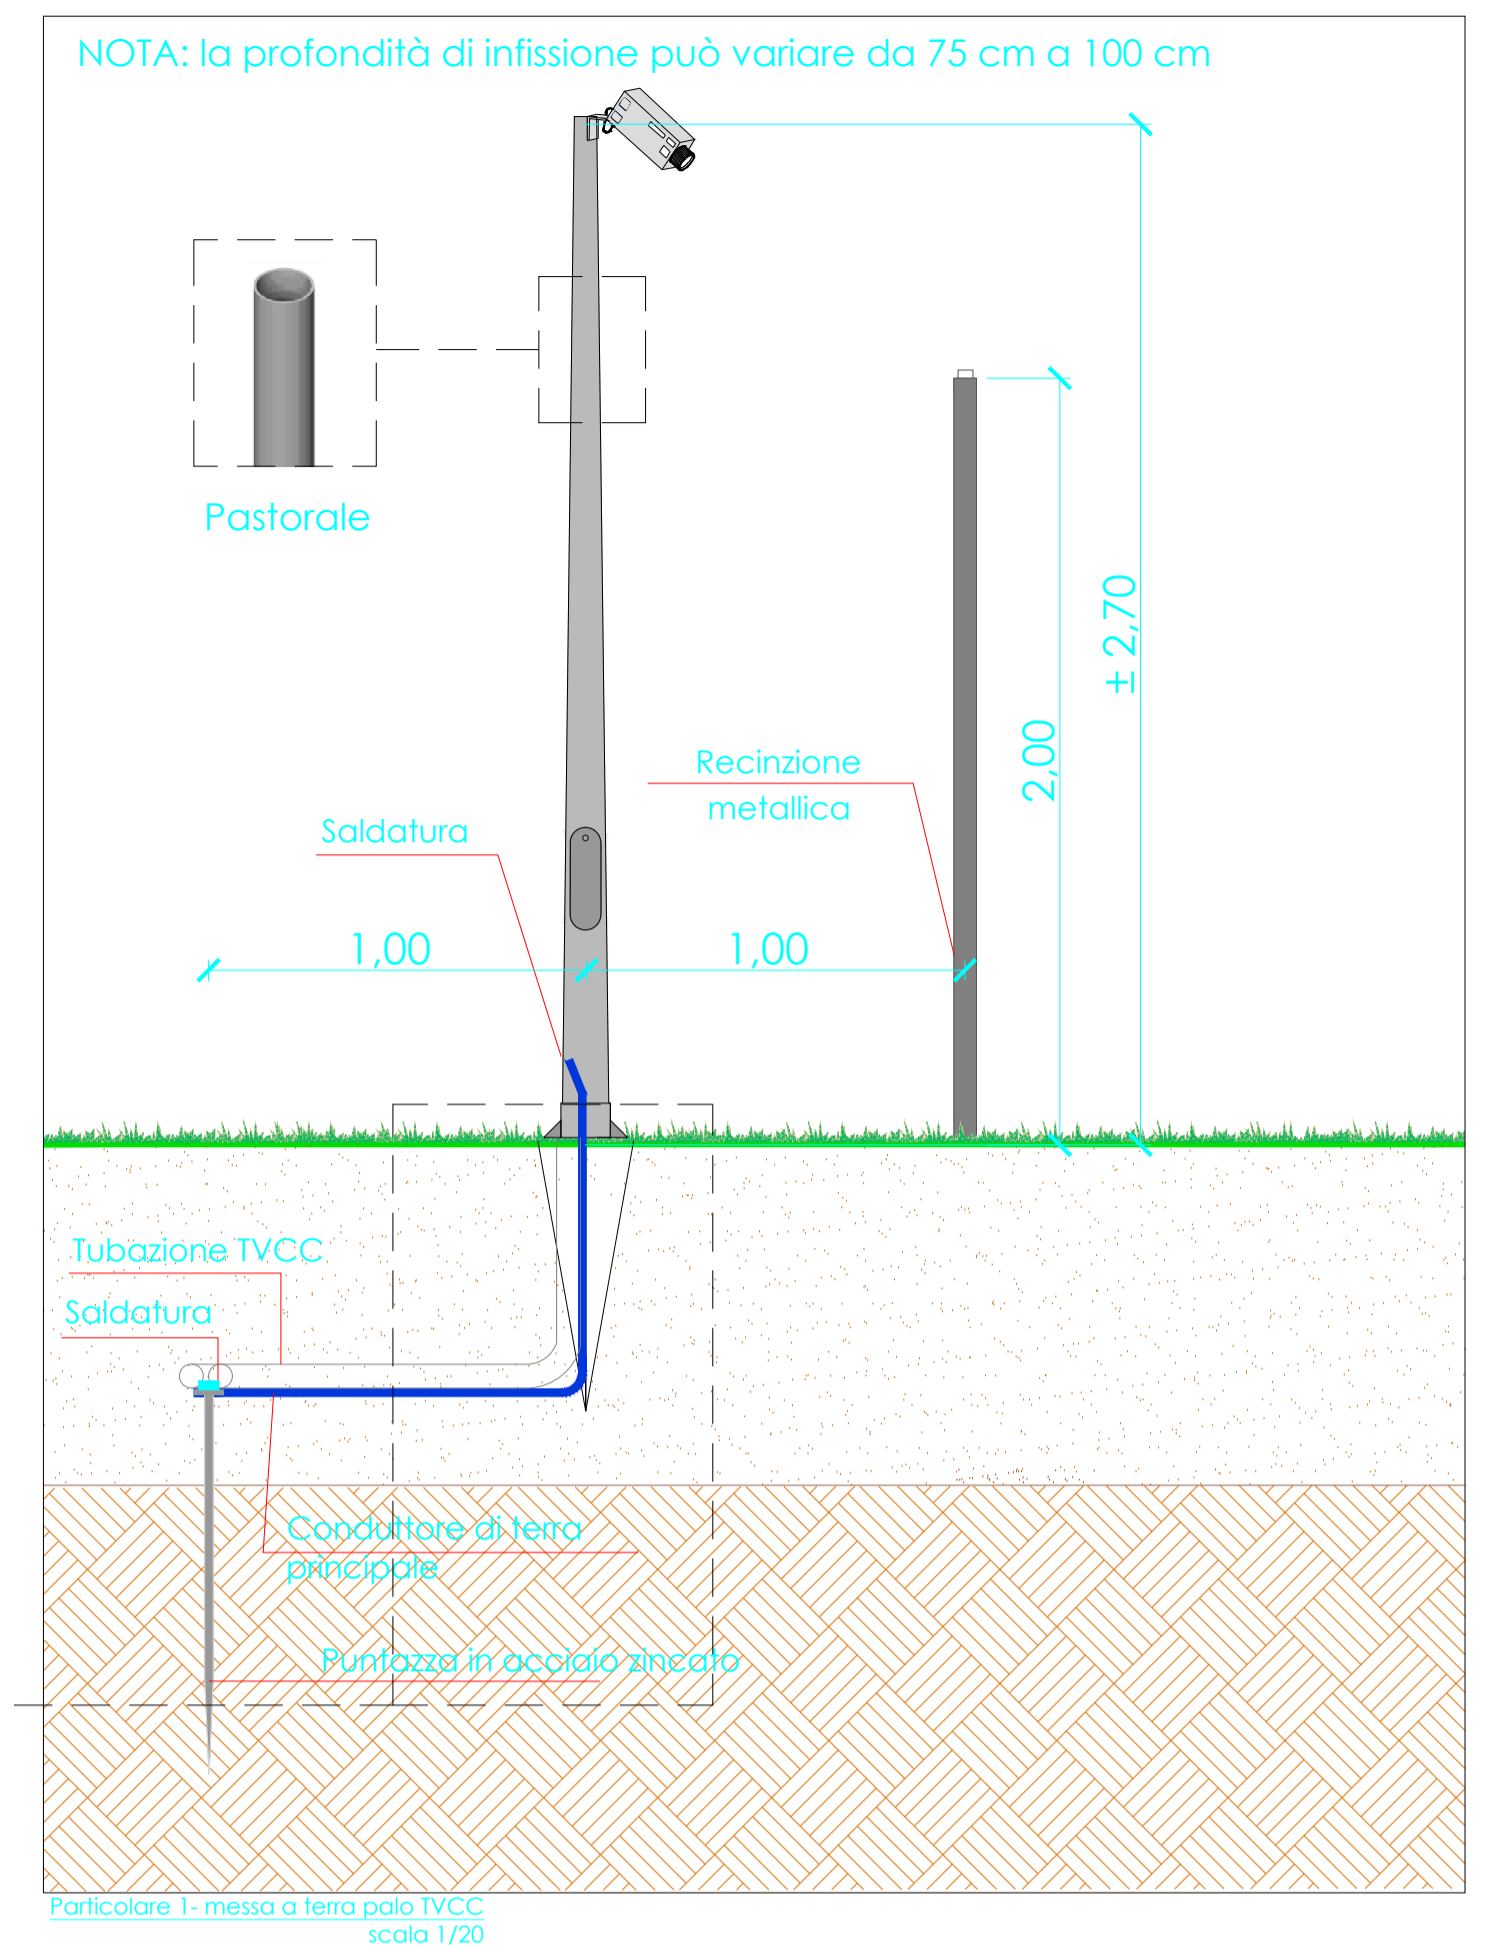 NOTA: la profondità di infissione può variare da 75 cm a 100 cm
Pastorale
± 2,70
2,00
Recinzione
metallica
Saldatura
1,00
1,00
Tubazione TVCC
Saldatura
Conduttore di terra
principale
Puntazza in acciaio zincato
Particolare 1- messa a terra palo TVCC
scala 1/20